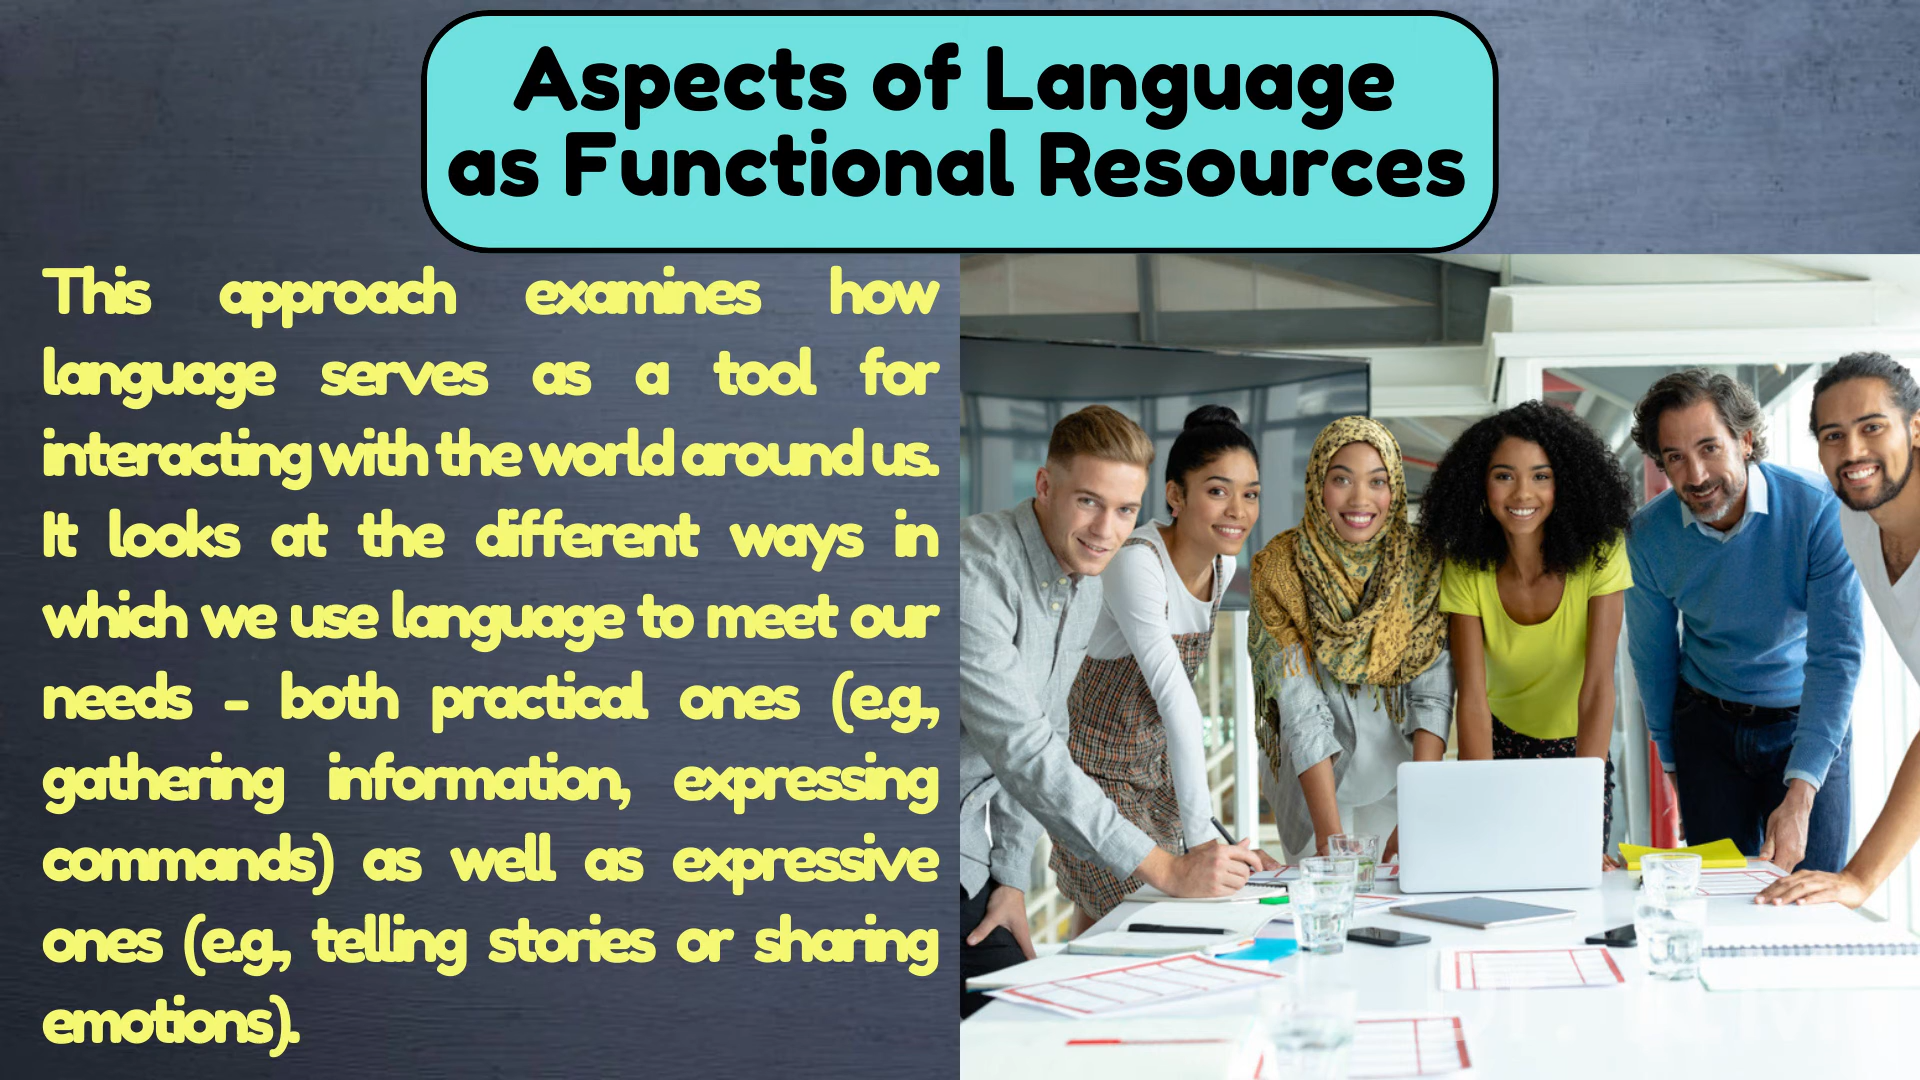 Aspects of Language
as Functional Resources
This approach examines how
language serves as a tool for
interacting with the world around us.
It looks at the different ways in
which we use language to meet our
needs - both practical ones (e.g.,
gathering information, expressing
commands) as well as expressive
ones (e.g., telling stories or sharing
emotions).